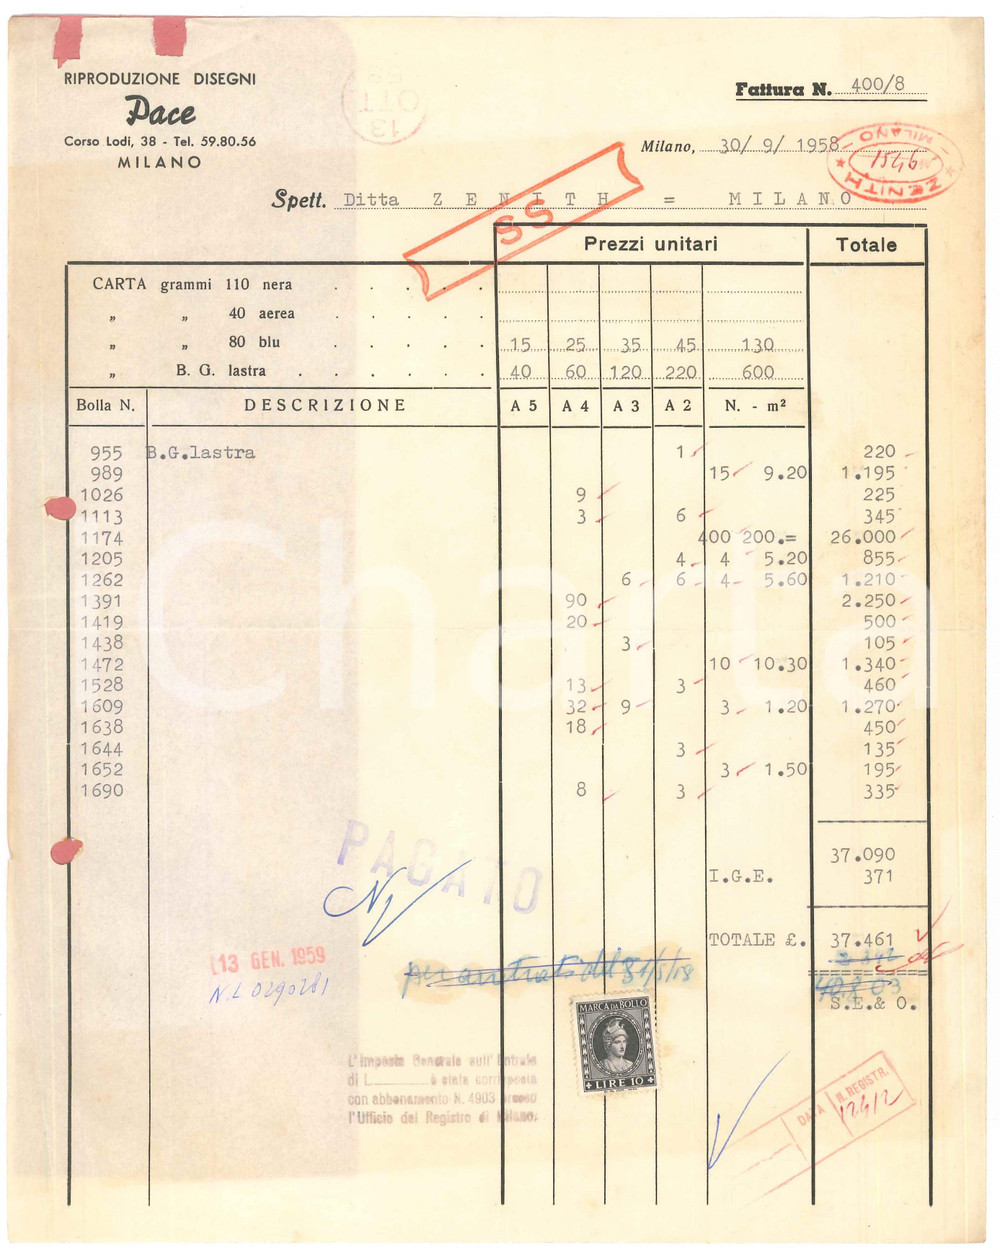 RIPRODUZIONE DISEGNI
Pace
Corso Lodi, 38 - Tel. 59.80.56
MILANO
13 OTT
Fattura N. 400/8
Milano, 30/ 9/ 1958
ZENITH MILANO
N. 1546
Spett. Ditta Z E N I T H = M I L A N O
SS
Prezzi unitari Totale
CARTA grammi 110 nera
„ „ 40 aerea
„ „ 80 blu 15 25 35 45 130
„ B. G. lastra 40 60 120 220 600
Bolla N. DESCRIZIONE A 5 A 4 A 3 A 2 N. - m²
955 B.G.lastra 1 220
989 15 9.20 1.195
1026 9 225
1113 3 6 345
1174 400 200.= 26.000
1205 4 4 5.20 855
1262 6 6 4 5.60 1.210
1391 90 2.250
1419 20 500
1438 3 105
1472 10 10.30 1.340
1528 13 3 460
1609 32 9 3 1.20 1.270
1638 18 450
1644 3 135
1652 3 1.50 195
1690 8 3 335
Charta
37.090
I.G.E. 371
PAGATO
TOTALE £. 37.461
13 GEN. 1959
S.E.& O.
MARCA DA BOLLO
LIRE 10
L'Imposta Generale sull'Entrata
di L. è stata corrisposta
con abbonamento N. 4903 presso
l'Ufficio del Registro di Milano.
DATA N. REGISTR.
12412